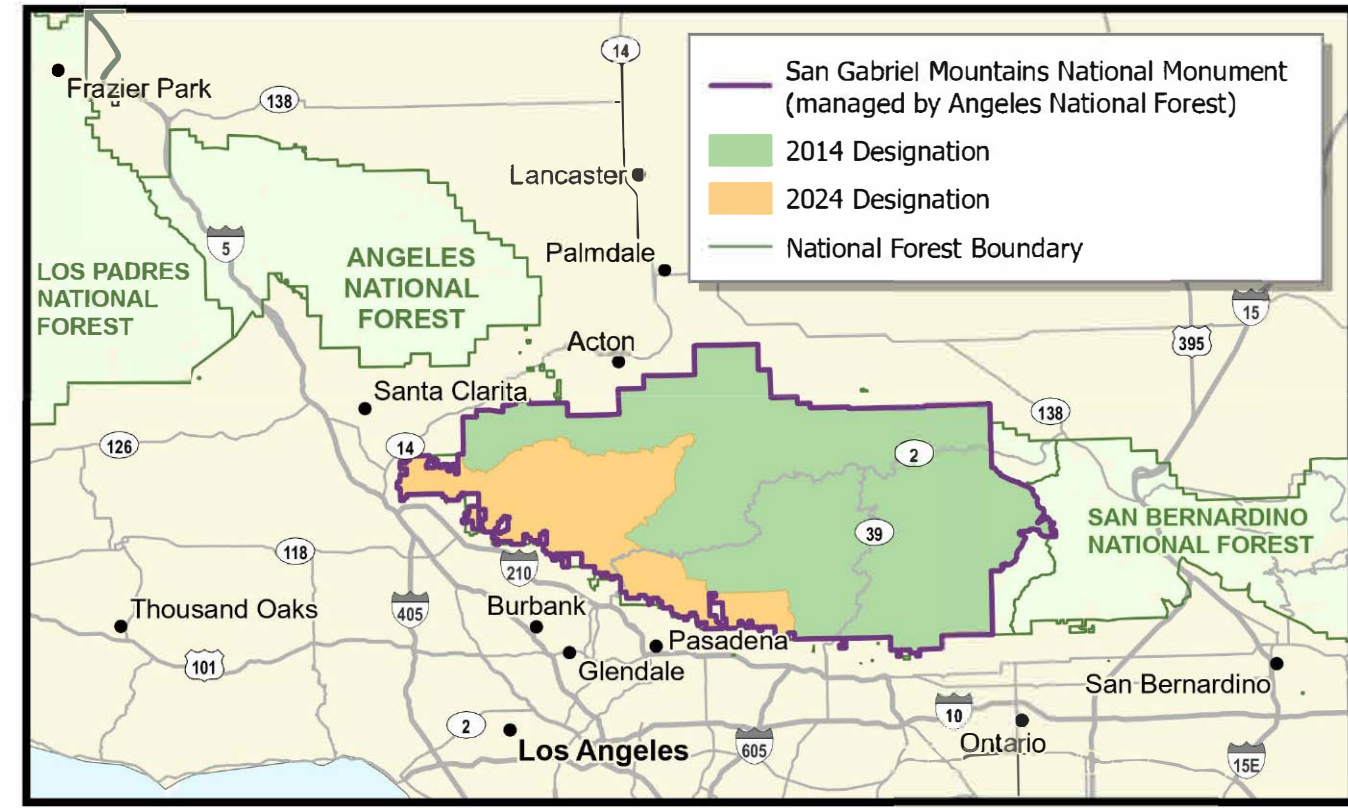 14
San Gabriel Mountains National Monument
(managed by Angeles National Forest)
2014 Designation
2024 Designation
National Forest Boundary
Frazier Park
138
Lancaster
5
Palmdale
LOS PADRES
NATIONAL
FOREST
ANGELES
NATIONAL
FOREST
15
395
Acton
Santa Clarita
138
126
14
2
SAN BERNARDINO
NATIONAL FOREST
39
118
210
405
Thousand Oaks
Burbank
Pasadena
101
Glendale
San Bernardino
2
10
Los Angeles
605
Ontario
15E